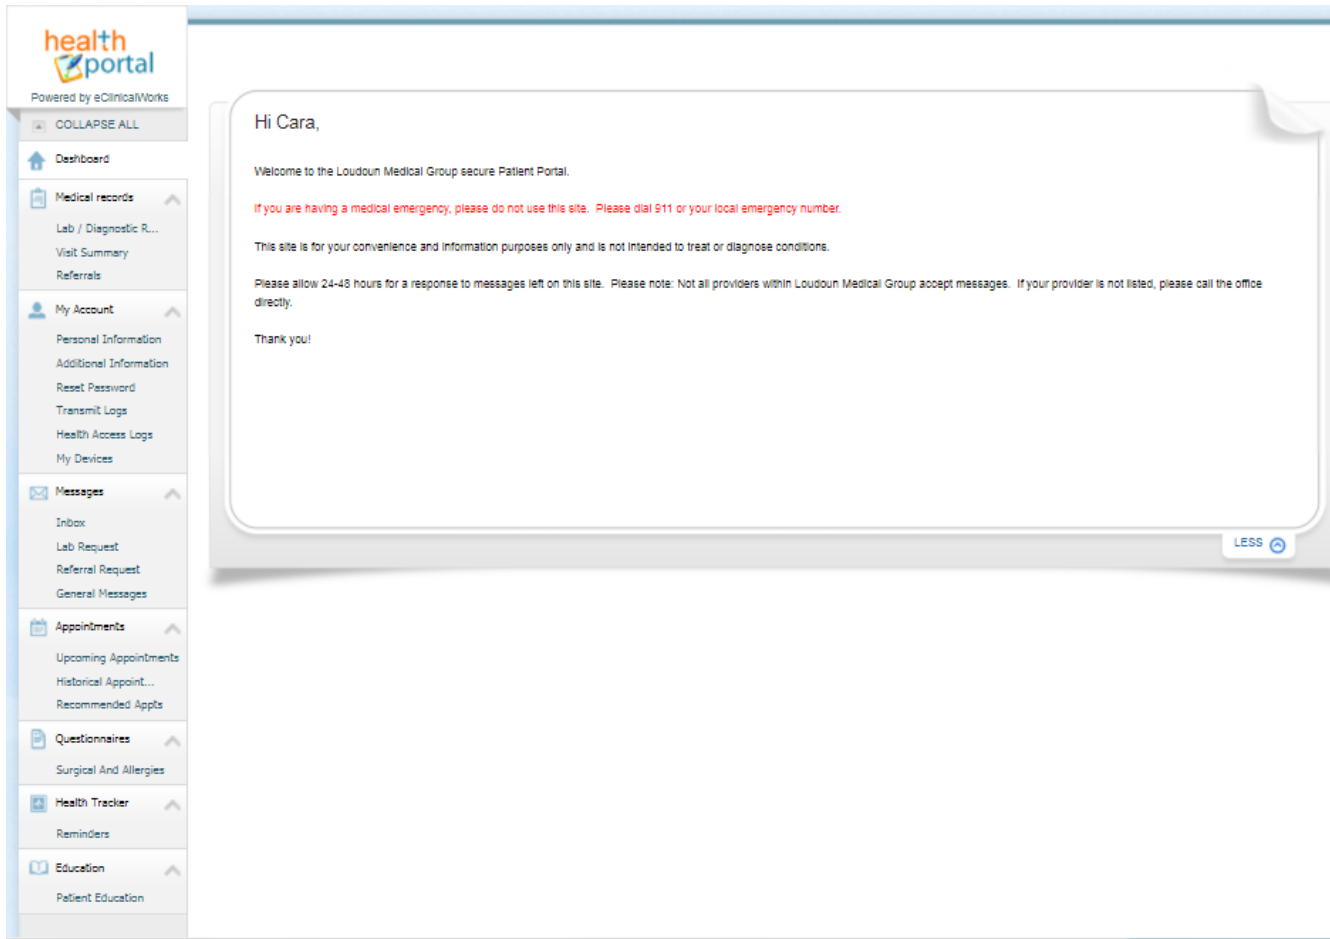 health
portal
Powered by eClinicalWorks
COLLAPSE ALL
Dashboard
Medical records
Lab / Diagnostic R...
Visit Summary
Referrals
My Account
Personal Information
Additional Information
Reset Password
Transmit Logs
Health Access Logs
My Devices
Messages
Inbox
Lab Request
Referral Request
General Messages
Appointments
Upcoming Appointments
Historical Appoint...
Recommended Appts
Questionnaires
Surgical And Allergies
Health Tracker
Reminders
Education
Patient Education
Hi Cara,
Welcome to the Loudoun Medical Group secure Patient Portal.
If you are having a medical emergency, please do not use this site.  Please dial 911 or your local emergency number.
This site is for your convenience and information purposes only and is not intended to treat or diagnose conditions.
Please allow 24-48 hours for a response to messages left on this site.  Please note: Not all providers within Loudoun Medical Group accept messages.  If your provider is not listed, please call the office
directly.
Thank you!
LESS